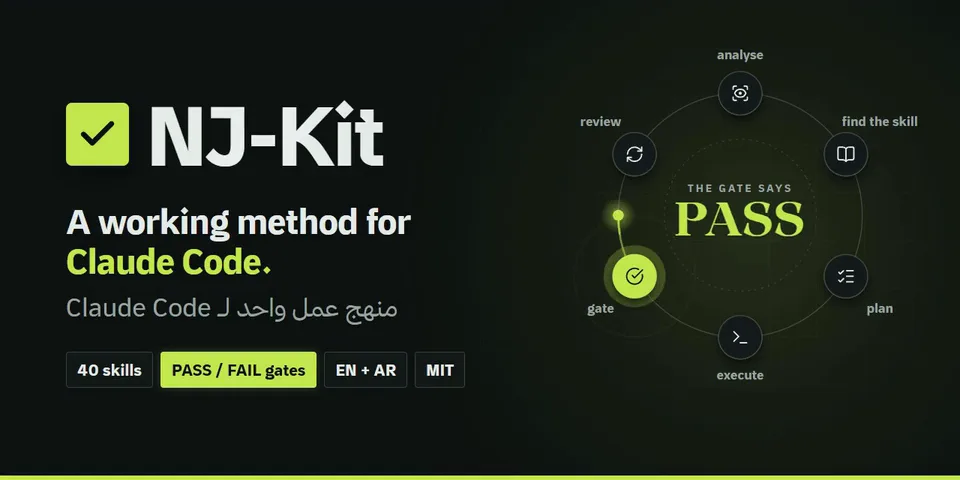 NJ-Kit
A working method for
Claude Code.
منهج عمل واحد لـ Claude Code
40 skills
PASS / FAIL gates
EN + AR
MIT
analyse
find the skill
plan
execute
gate
review
THE GATE SAYS
PASS